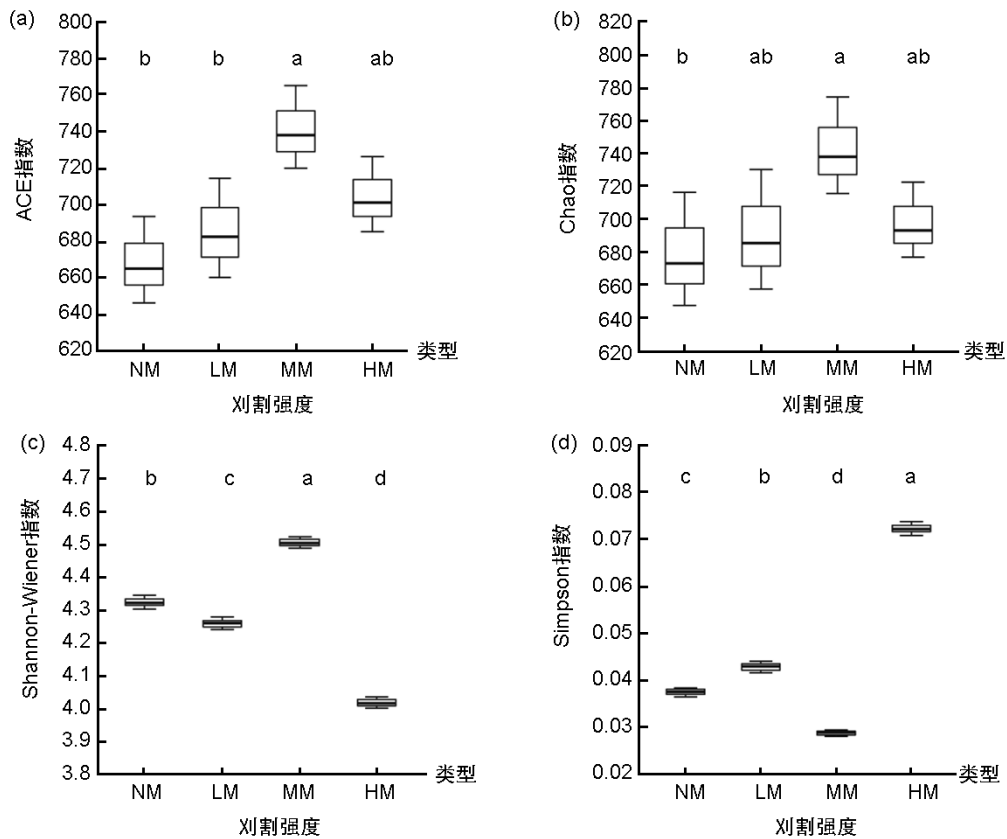 (a)
800
780
760
740
720
700
680
660
640
620
ACE指数
b b a ab
NM LM MM HM
类型
刈割强度
(b)
820
800
780
760
740
720
700
680
660
640
620
Chao指数
b ab a ab
NM LM MM HM
类型
刈割强度
(c)
4.8
4.7
4.6
4.5
4.4
4.3
4.2
4.1
4.0
3.9
3.8
Shannon-Wiener指数
b c a d
NM LM MM HM
类型
刈割强度
(d)
0.09
0.08
0.07
0.06
0.05
0.04
0.03
0.02
Simpson指数
c b d a
NM LM MM HM
类型
刈割强度